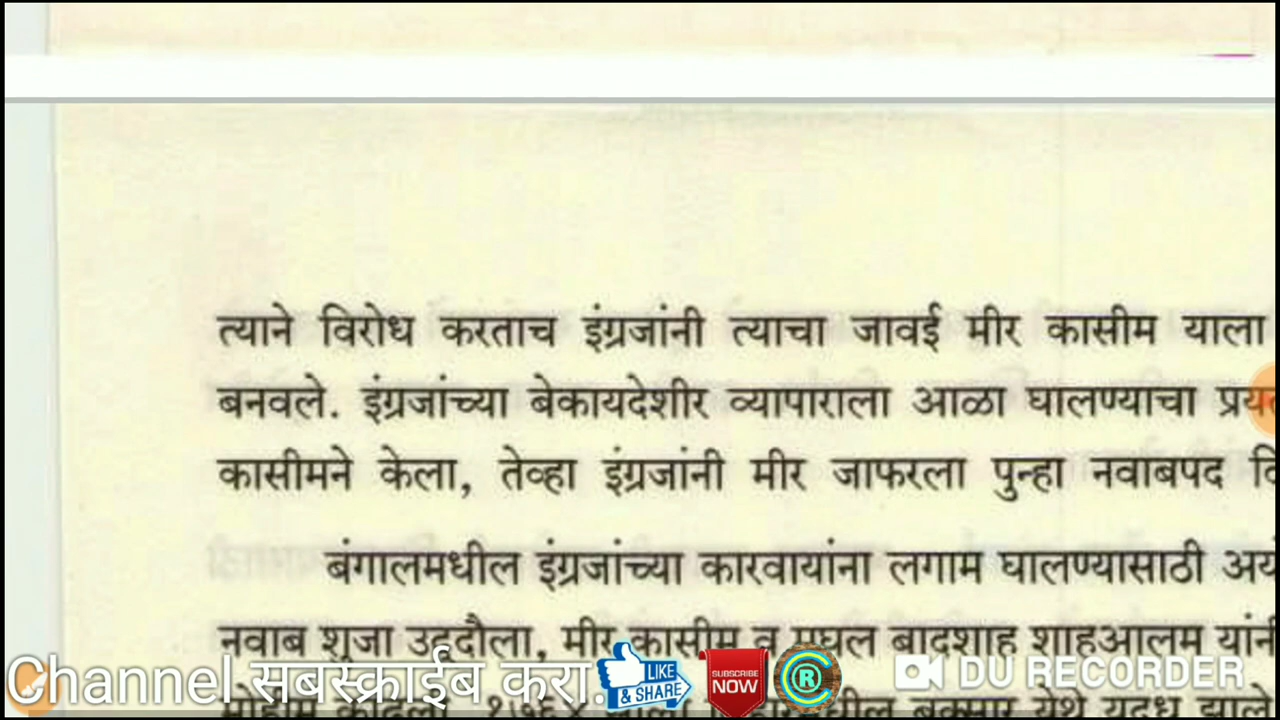 त्याने विरोध करताच इंग्रजांनी त्याचा जावई मीर कासीम याला
बनवले. इंग्रजांच्या बेकायदेशीर व्यापाराला आळा घालण्याचा
कासीमने केला, तेव्हा इंग्रजांनी मीर जाफरला पुन्हा नवाबपद
बंगालमधील इंग्रजांच्या कारवायांना लगाम घालण्यासाठी
नवाब शुजा उद्दौला, मीर कासीम व मुघल बादशाह शाहआलम यांनी
येथे युद्ध झाले
Channel सबस्क्राईब करा.
LIKE
& SHARE
SUBSCRIBE
NOW
R
DU RECORDER